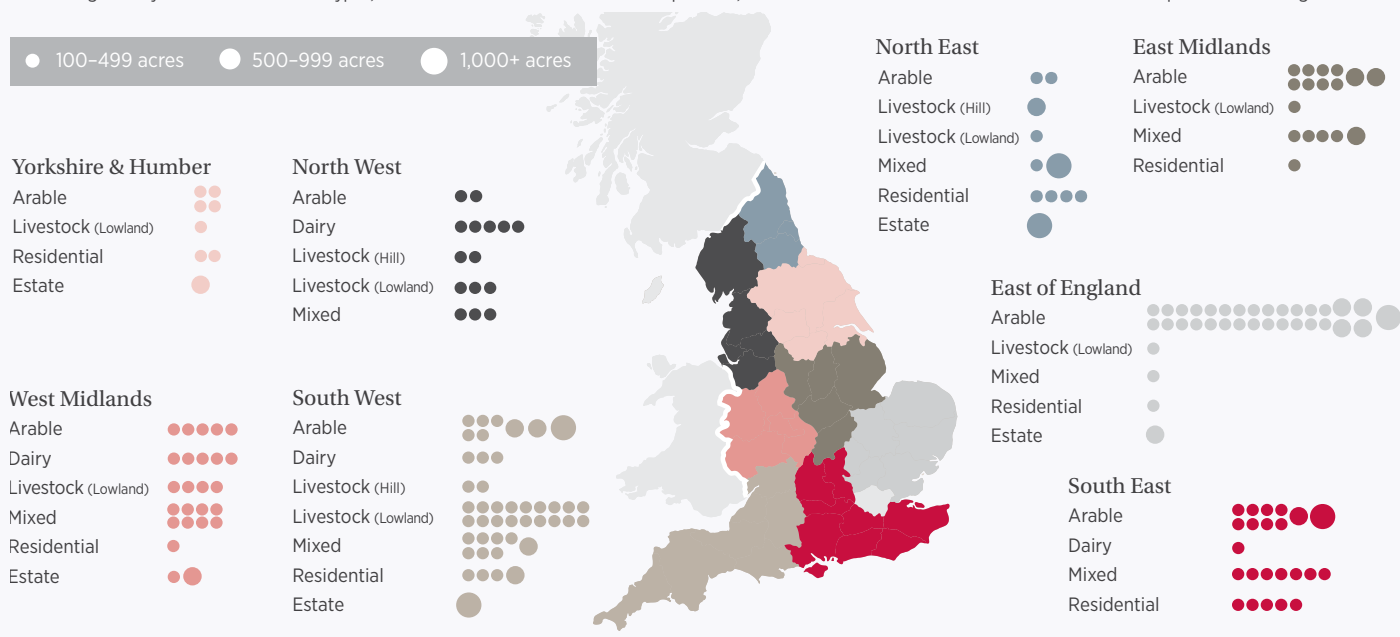 100–499 acres
500–999 acres
1,000+ acres
North East
Arable
Livestock (Hill)
Livestock (Lowland)
Mixed
Residential
Estate
East Midlands
Arable
Livestock (Lowland)
Mixed
Residential
Yorkshire & Humber
Arable
Livestock (Lowland)
Residential
Estate
North West
Arable
Dairy
Livestock (Hill)
Livestock (Lowland)
Mixed
East of England
Arable
Livestock (Lowland)
Mixed
Residential
Estate
West Midlands
Arable
Dairy
Livestock (Lowland)
Mixed
Residential
Estate
South West
Arable
Dairy
Livestock (Hill)
Livestock (Lowland)
Mixed
Residential
Estate
South East
Arable
Dairy
Mixed
Residential